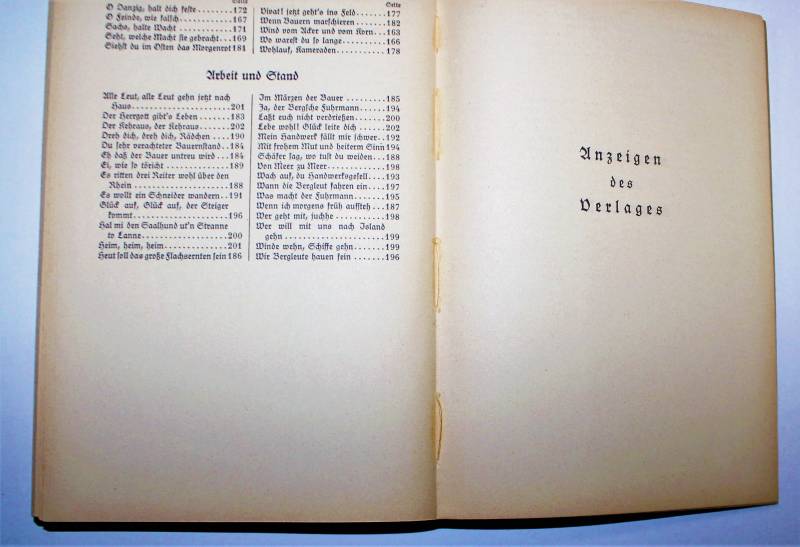 Seite
O Danzig, halt dich feste ....172
O Feinde, wie falsch..........167
Sachs, halte Wacht ...........171
Seht, welche Macht sie gebracht...169
Siehst du im Osten das Morgenrot 181
Seite
Vivat! jetzt geht's ins Feld......177
Wenn Bauern marschieren ......182
Wind vom Acker und vom Korn..163
Wo warest du so lange..........166
Wohlauf, Kameraden ..........178
Arbeit und Stand
Alle Leut, alle Leut gehn jetzt nach
Haus.......................201
Der Herrgott gibt's Leben ........183
Der Kehraus, der Kehraus........202
Dreh dich, dreh dich, Rädchen ....190
Du sehr verachteter Bauernstand..184
Eh daß der Bauer untreu wird....184
Ei, wie so töricht ..............189
Es ritten drei Reiter wohl über den
Rhein ......................188
Es wollt ein Schneider wandern...191
Glück auf, Glück auf, der Steiger
kommt......................196
Hal mi den Saalhund ut'n Stranne
to Lanne....................200
Heim, heim, heim...............201
Heut soll das große Flachsernten sein 186
Im Märzen der Bauer ..........185
Ja, der Bergsche Fuhrmann......194
Laßt euch nicht verdrießen.......200
Lebe wohl! Glück leite dich ......202
Mein Handwerk fällt mir schwer..192
Mit frohem Mut und heiterm Sinn 194
Schäfer sag, wo tust du weiden ....188
Von Meer zu Meer..............198
Wach auf, du Handwerksgesell....193
Wann die Bergleut fahren ein.....197
Was macht der Fuhrmann.......195
Wenn ich morgens früh aufsteh ...187
Wer geht mit, juchhe ...........198
Wer will mit uns nach Island
gehn .......................199
Winde wehn, Schiffe gehn........199
Wir Bergleute hauen fein .......196
Anzeigen
des
Verlages